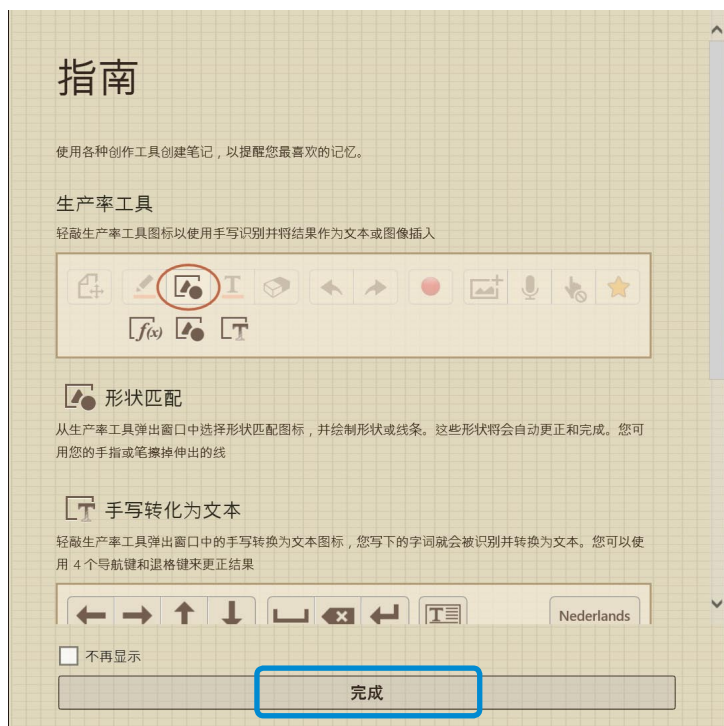 指南
使用各种创作工具创建笔记，以提醒您最喜欢的记忆。
生产率工具
轻敲生产率工具图标以使用手写识别并将结果作为文本或图像插入
T
f(x) T
形状匹配
从生产率工具弹出窗口中选择形状匹配图标，并绘制形状或线条。这些形状将会自动更正和完成。您可
用您的手指或笔擦掉伸出的线
T 手写转化为文本
轻敲生产率工具弹出窗口中的手写转换为文本图标，您写下的字词就会被识别并转换为文本。您可以使
用 4 个导航键和退格键来更正结果
T Nederlands
不再显示
完成